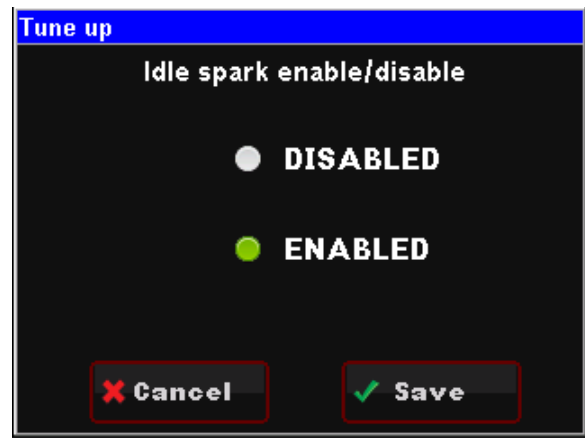 Tune up
Idle spark enable/disable
DISABLED
ENABLED
Cancel
Save